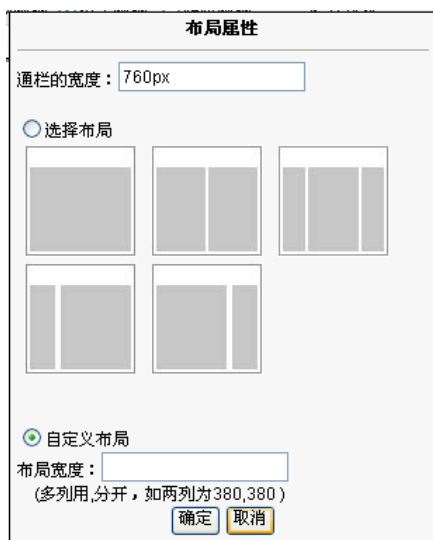 布局属性
通栏的宽度：760px
选择布局
自定义布局
布局宽度：
(多列用,分开，如两列为380,380 )
确定 取消